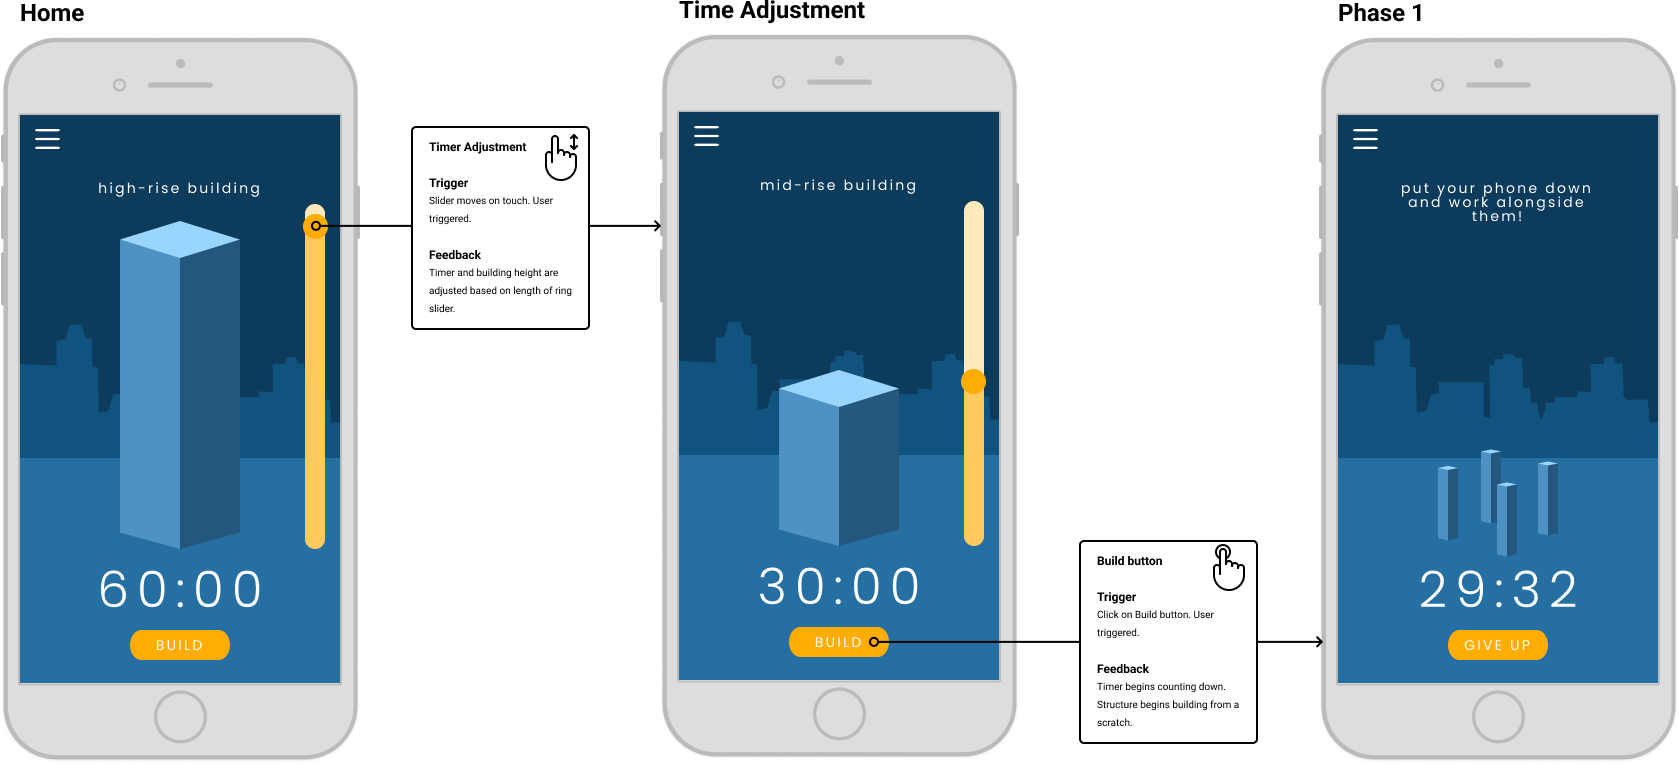 Home
Time Adjustment
Phase 1
high-rise building
60:00
BUILD
Timer Adjustment
Trigger
Slider moves on touch. User
triggered.
Feedback
Timer and building height are
adjusted based on length of ring
slider.
mid-rise building
30:00
BUILD
Build button
Trigger
Click on Build button. User
triggered.
Feedback
Timer begins counting down.
Structure begins building from a
scratch.
put your phone down
and work alongside
them!
29:32
GIVE UP